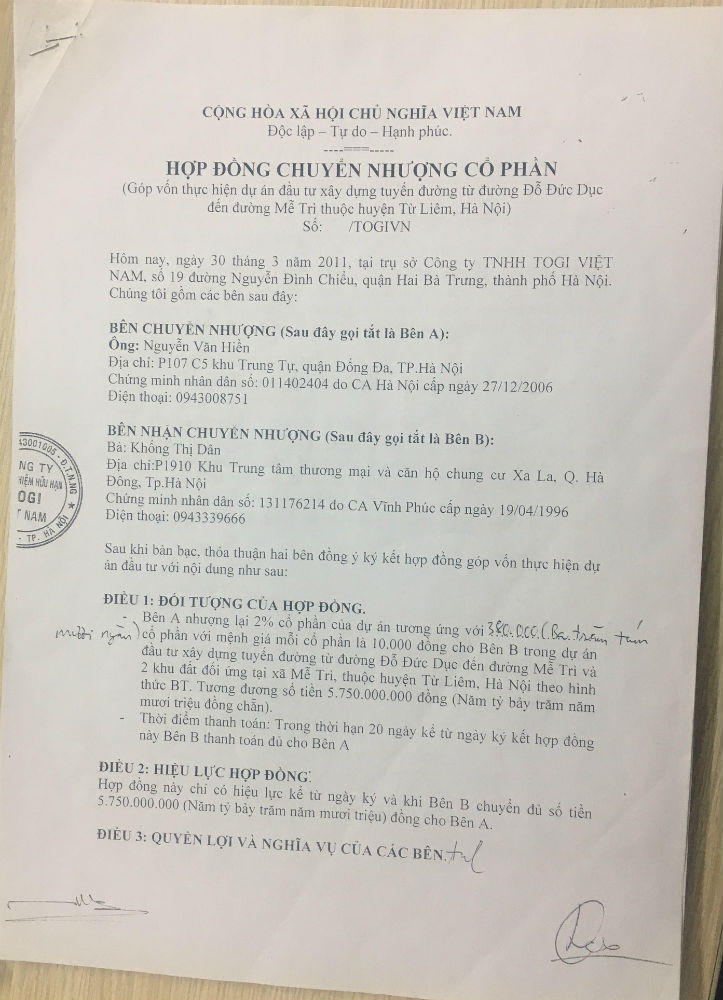 CỘNG HÒA XÃ HỘI CHỦ NGHĨA VIỆT NAM
Độc lập – Tự do – Hạnh phúc.
----===-----
HỢP ĐỒNG CHUYỂN NHƯỢNG CỔ PHẦN
(Góp vốn thực hiện dự án đầu tư xây dựng tuyến đường từ đường Đỗ Đức Dục
đến đường Mễ Trì thuộc huyện Từ Liêm, Hà Nội)
Số: /TOGIVN
Hôm nay, ngày 30 tháng 3 năm 2011, tại trụ sở Công ty TNHH TOGI VIỆT
NAM, số 19 đường Nguyễn Đình Chiểu, quận Hai Bà Trưng, thành phố Hà Nội.
Chúng tôi gồm các bên sau đây:
BÊN CHUYỂN NHƯỢNG (Sau đây gọi tắt là Bên A):
Ông: Nguyễn Văn Hiền
Địa chỉ: P107 C5 khu Trung Tự, quận Đống Đa, TP.Hà Nội
Chứng minh nhân dân số: 011402404 do CA Hà Nội cấp ngày 27/12/2006
Điện thoại: 0943008751
BÊN NHẬN CHUYỂN NHƯỢNG (Sau đây gọi tắt là Bên B):
Bà: Khổng Thị Dân
Địa chỉ:P1910 Khu Trung tâm thương mại và căn hộ chung cư Xa La, Q. Hà
Đông, Tp.Hà Nội
Chứng minh nhân dân số: 131176214 do CA Vĩnh Phúc cấp ngày 19/04/1996
Điện thoại: 0943339666
43001005 - Đ.T.N.NG
NG TY
HIỆM HỮU HẠN
OGI
T NAM
TP. HÀ NỘI
Sau khi bàn bạc, thỏa thuận hai bên đồng ý ký kết hợp đồng góp vốn thực hiện dự
án đầu tư với nội dung như sau:
ĐIỀU 1: ĐỐI TƯỢNG CỦA HỢP ĐỒNG.
- Bên A nhượng lại 2% cổ phần của dự án tương ứng với 380.000 (Ba trăm tám
mươi ngàn) cổ phần với mệnh giá mỗi cổ phần là 10.000 đồng cho Bên B trong dự án
đầu tư xây dựng tuyến đường từ đường Đỗ Đức Dục đến đường Mễ Trì và
2 khu đất đối ứng tại xã Mễ Trì, thuộc huyện Từ Liêm, Hà Nội theo hình
thức BT. Tương đương số tiền 5.750.000.000 đồng (Năm tỷ bảy trăm năm
mươi triệu đồng chẵn).
- Thời điểm thanh toán: Trong thời hạn 20 ngày kể từ ngày ký kết hợp đồng
này Bên B thanh toán đủ cho Bên A
ĐIỀU 2: HIỆU LỰC HỢP ĐỒNG.
Hợp đồng này chỉ có hiệu lực kể từ ngày ký và khi Bên B chuyển đủ số tiền
5.750.000.000 (Năm tỷ bảy trăm năm mươi triệu) đồng cho Bên A.
ĐIỀU 3: QUYỀN LỢI VÀ NGHĨA VỤ CỦA CÁC BÊN.